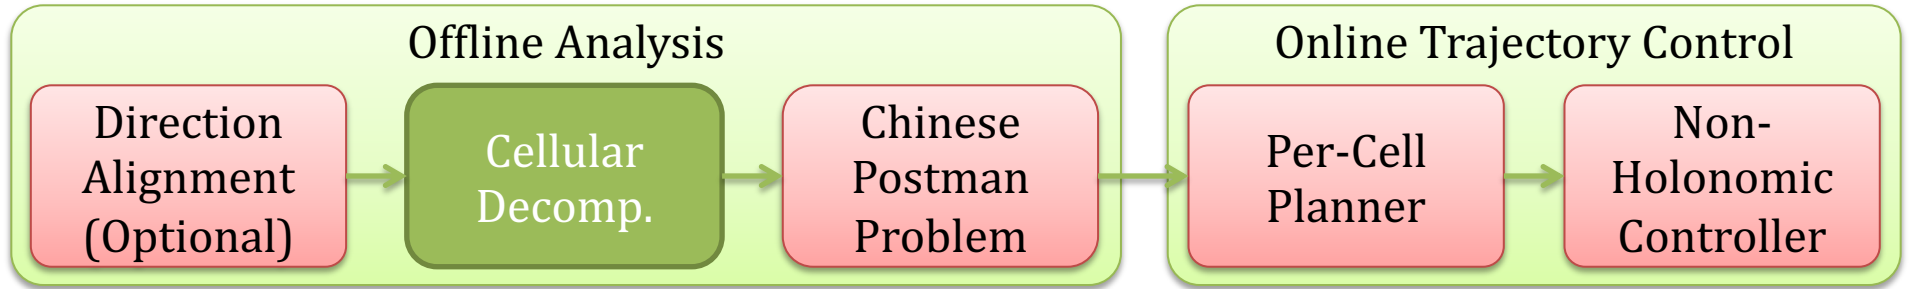 Offline Analysis
Direction
Alignment
(Optional)
Cellular
Decomp.
Chinese
Postman
Problem
Online Trajectory Control
Per-Cell
Planner
Non-
Holonomic
Controller